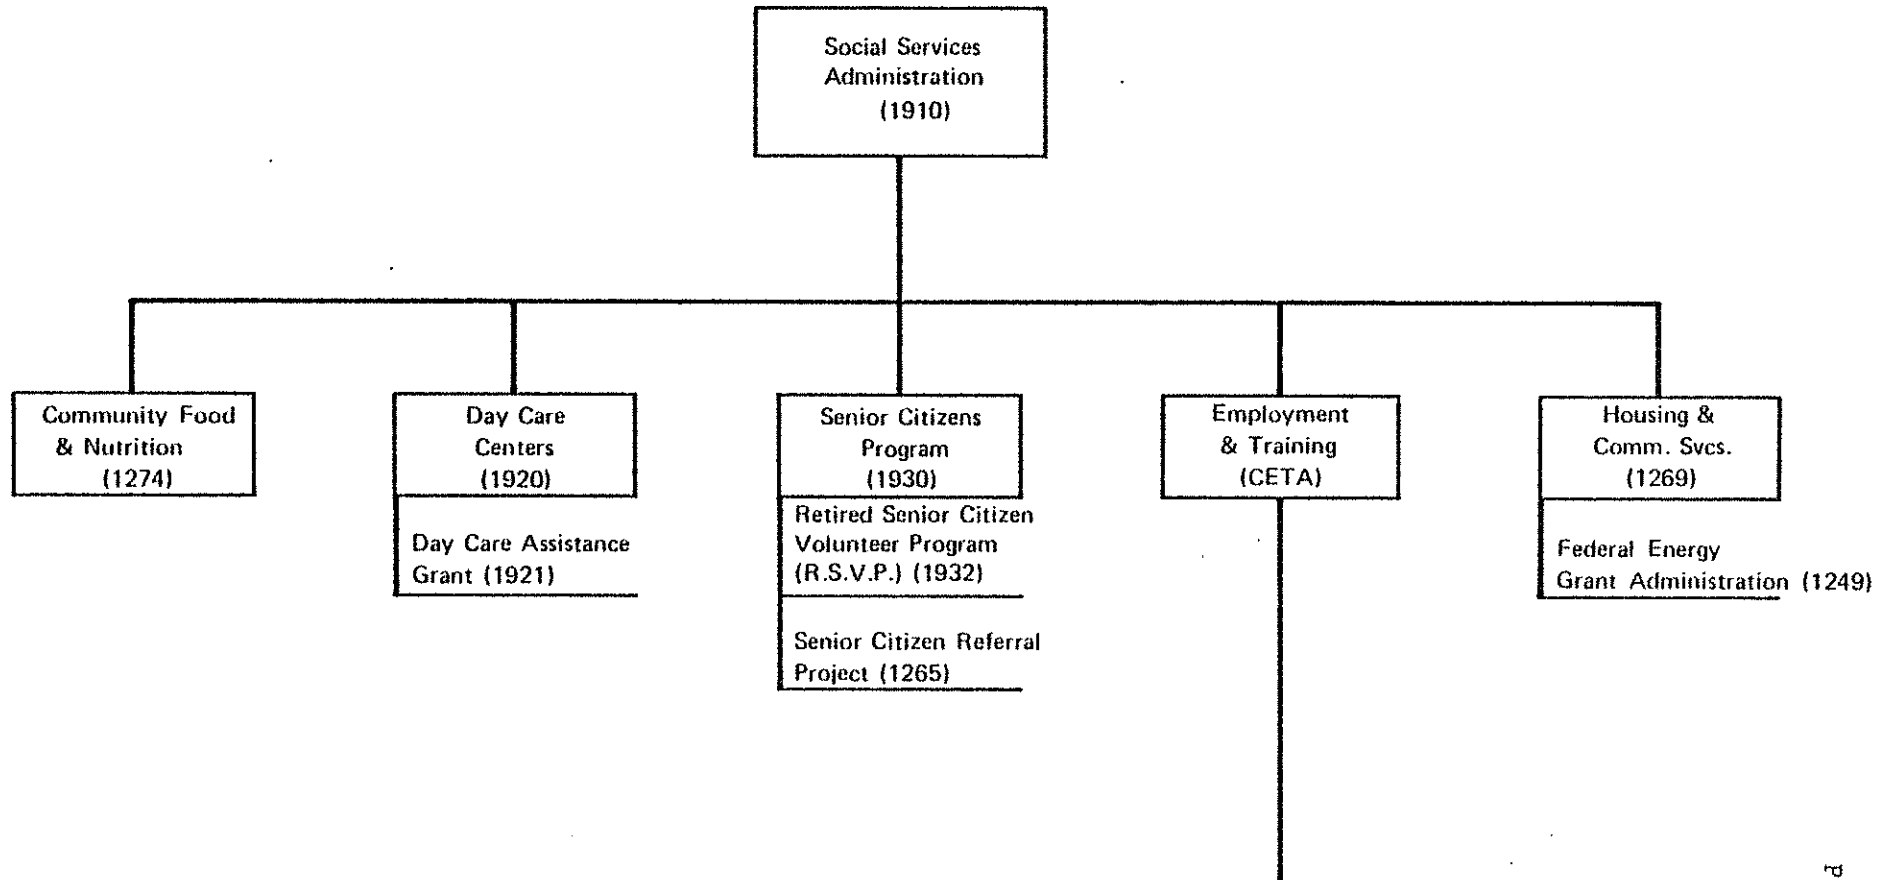 Social Services
Administration
(1910)
Community Food
& Nutrition
(1274)
Day Care
Centers
(1920)
Day Care Assistance
Grant (1921)
Senior Citizens
Program
(1930)
Retired Senior Citizen
Volunteer Program
(R.S.V.P.) (1932)
Senior Citizen Referral
Project (1265)
Employment
& Training
(CETA)
Housing &
Comm. Svcs.
(1269)
Federal Energy
Grant Administration (1249)
P